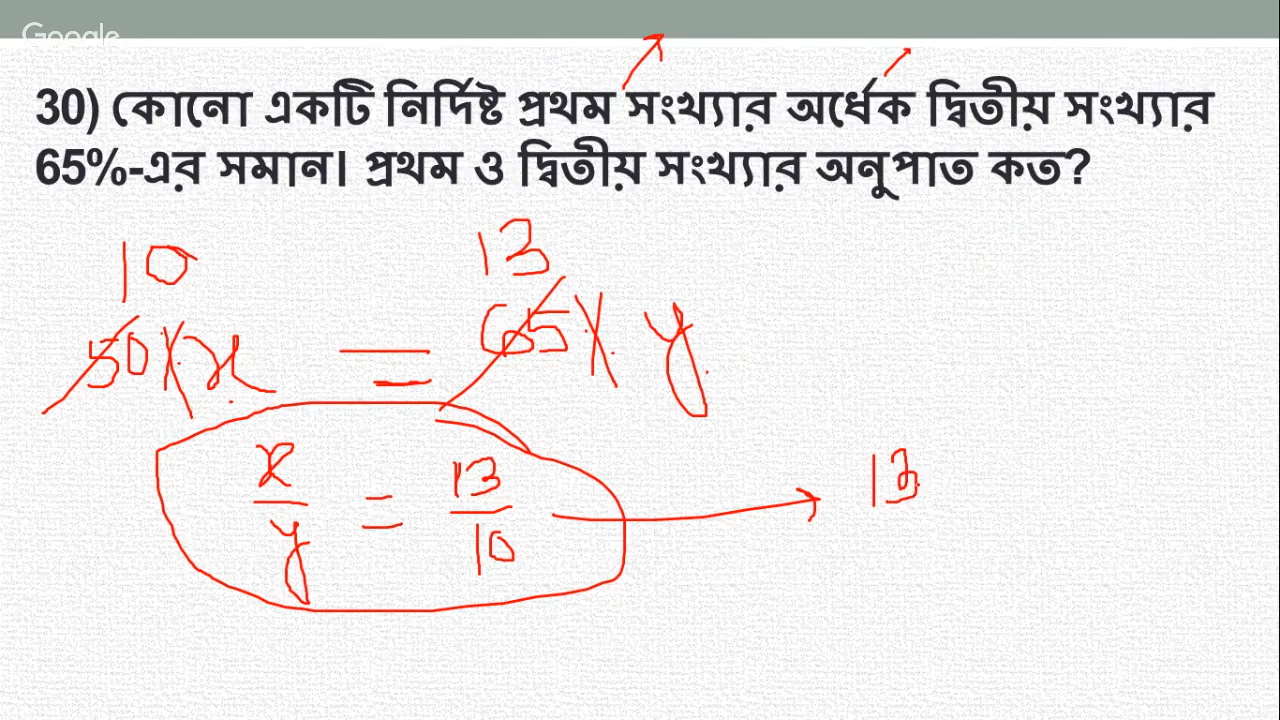 Google
30) কোনো একটি নির্দিষ্ট প্রথম সংখ্যার অর্ধেক দ্বিতীয় সংখ্যার
65%-এর সমান। প্রথম ও দ্বিতীয় সংখ্যার অনুপাত কত?
10 13
50 X x = 65 X y
x/y = 13/10 → 13